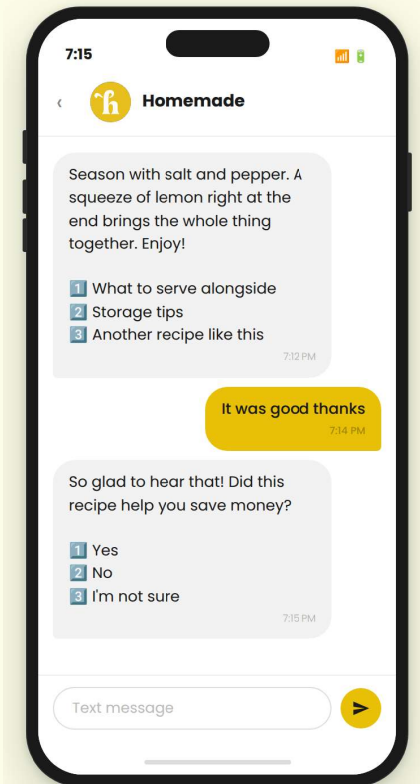 7:15
‹ h Homemade
Season with salt and pepper. A
squeeze of lemon right at the
end brings the whole thing
together. Enjoy!
1 What to serve alongside
2 Storage tips
3 Another recipe like this
7:12 PM
It was good thanks
7:14 PM
So glad to hear that! Did this
recipe help you save money?
1 Yes
2 No
3 I'm not sure
7:15 PM
Text message